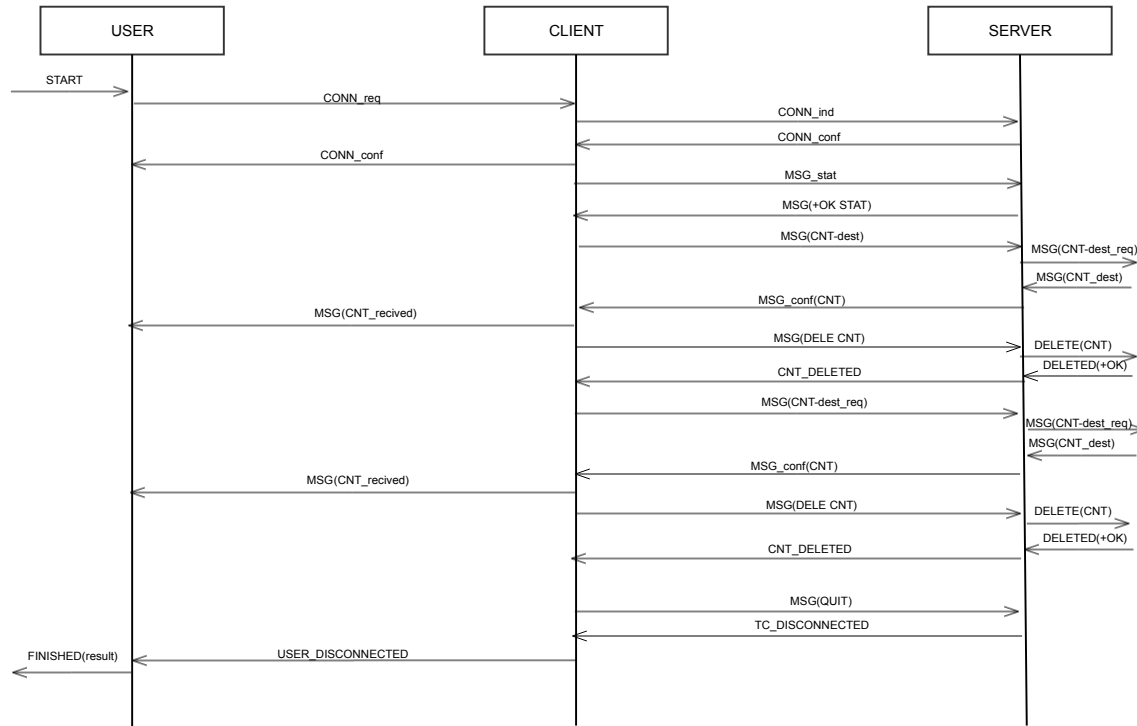 USER
CLIENT
SERVER
START
CONN_req
CONN_ind
CONN_conf
CONN_conf
MSG_stat
MSG(+OK STAT)
MSG(CNT-dest)
MSG(CNT-dest_req)
MSG(CNT_dest)
MSG_conf(CNT)
MSG(CNT_recived)
MSG(DELE CNT)
DELETE(CNT)
DELETED(+OK)
CNT_DELETED
MSG(CNT-dest_req)
MSG(CNT-dest_req)
MSG(CNT_dest)
MSG_conf(CNT)
MSG(CNT_recived)
MSG(DELE CNT)
DELETE(CNT)
DELETED(+OK)
CNT_DELETED
MSG(QUIT)
TC_DISCONNECTED
USER_DISCONNECTED
FINISHED(result)